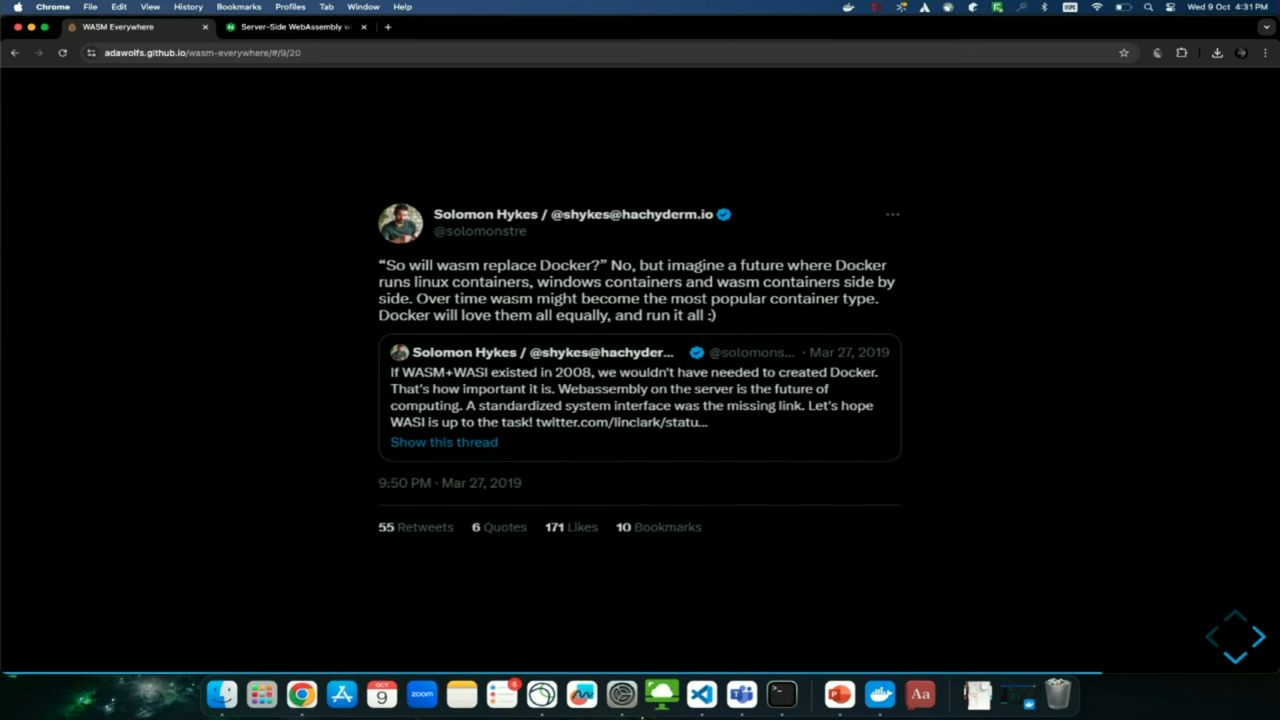 Chrome File Edit View History Bookmarks Profiles Tab Window Help
Wed 9 Oct 4:31 PM
WASM Everywhere
Server-Side WebAssembly w
adawolfs.github.io/wasm-everywhere/#/9/20
Solomon Hykes / @shykes@hachyderm.io
@solomonstre
“So will wasm replace Docker?” No, but imagine a future where Docker
runs linux containers, windows containers and wasm containers side by
side. Over time wasm might become the most popular container type.
Docker will love them all equally, and run it all :)
Solomon Hykes / @shykes@hachyder... @solomons... · Mar 27, 2019
If WASM+WASI existed in 2008, we wouldn't have needed to created Docker.
That's how important it is. Webassembly on the server is the future of
computing. A standardized system interface was the missing link. Let's hope
WASI is up to the task! twitter.com/linclark/statu...
Show this thread
9:50 PM · Mar 27, 2019
55 Retweets 6 Quotes 171 Likes 10 Bookmarks
OCT
9
zoom
6
Aa